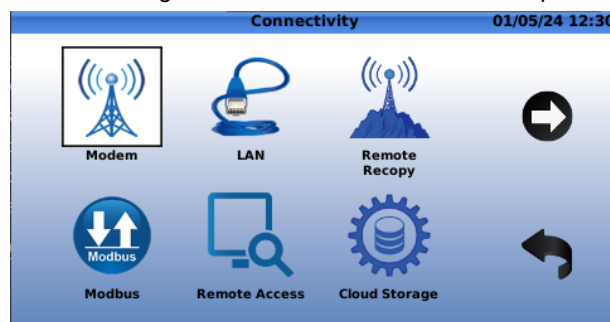 Connectivity 01/05/24 12:30
Modem LAN Remote
Recopy
Modbus
Modbus Remote Access Cloud Storage